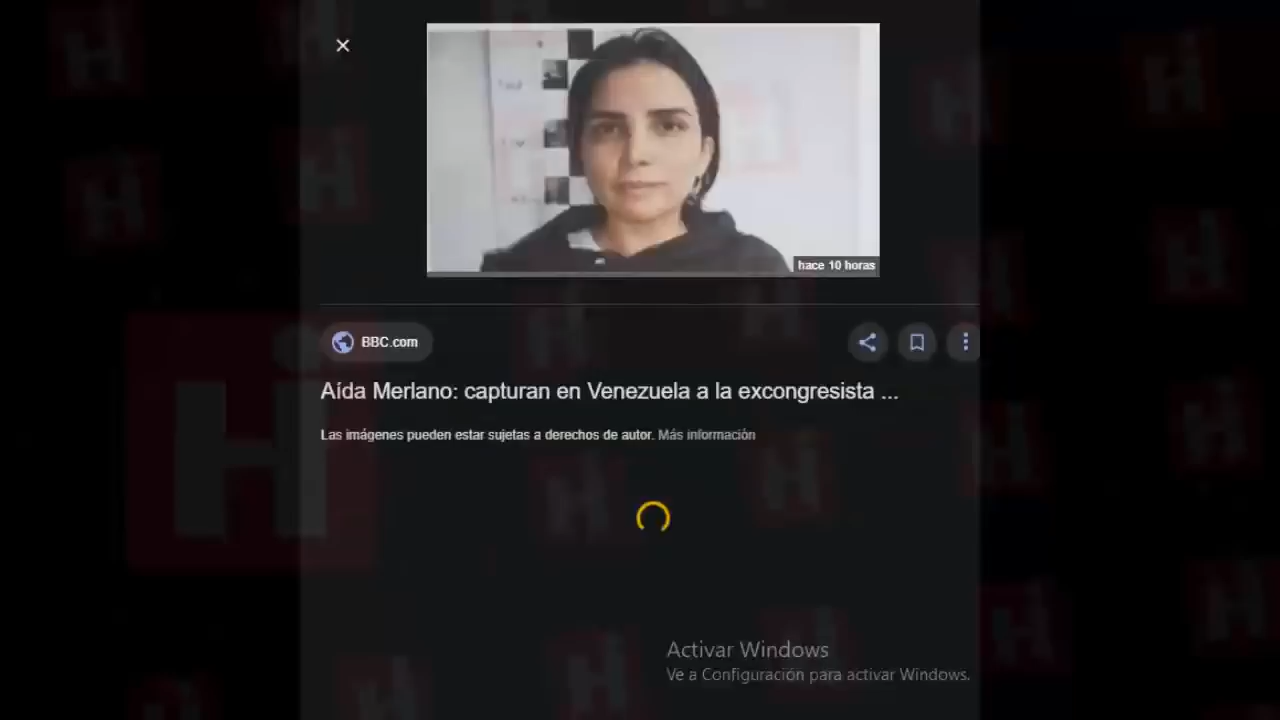 hace 10 horas
BBC.com
Aída Merlano: capturan en Venezuela a la excongresista ...
Las imágenes pueden estar sujetas a derechos de autor. Más información
Activar Windows
Ve a Configuración para activar Windows.